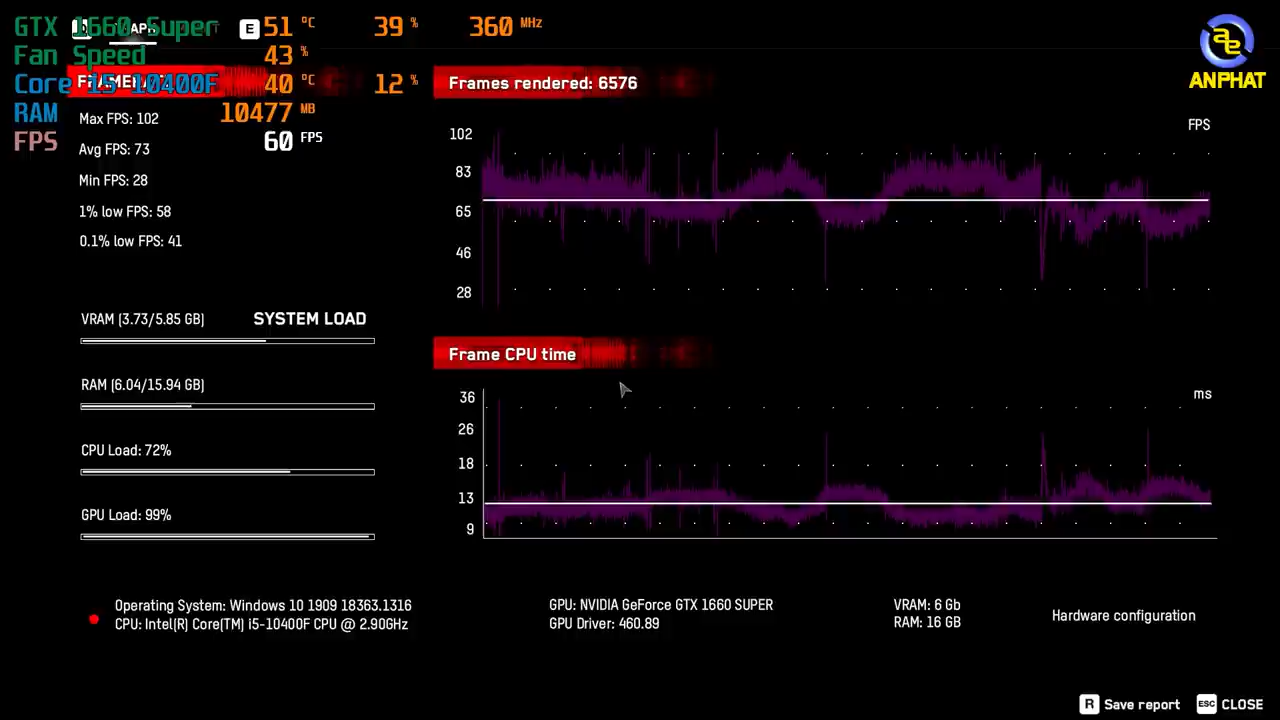 GTX 1660 Super 51 °C 39 % 360 MHz
E
Fan Speed 43 %
Core i5 10400F 40 °C 12 %
RAM 10477 MB
FPS 60 FPS
ANPHAT
Max FPS: 102
Avg FPS: 73
Min FPS: 28
1% low FPS: 58
0.1% low FPS: 41
VRAM (3.73/5.85 GB) SYSTEM LOAD
RAM (6.04/15.94 GB)
CPU Load: 72%
GPU Load: 99%
Frames rendered: 6576
FPS
102
83
65
46
28
Frame CPU time
ms
36
26
18
13
9
Operating System: Windows 10 1909 18363.1316
CPU: Intel(R) Core(TM) i5-10400F CPU @ 2.90GHz
GPU: NVIDIA GeForce GTX 1660 SUPER
GPU Driver: 460.89
VRAM: 6 Gb
RAM: 16 GB
Hardware configuration
R Save report ESC CLOSE